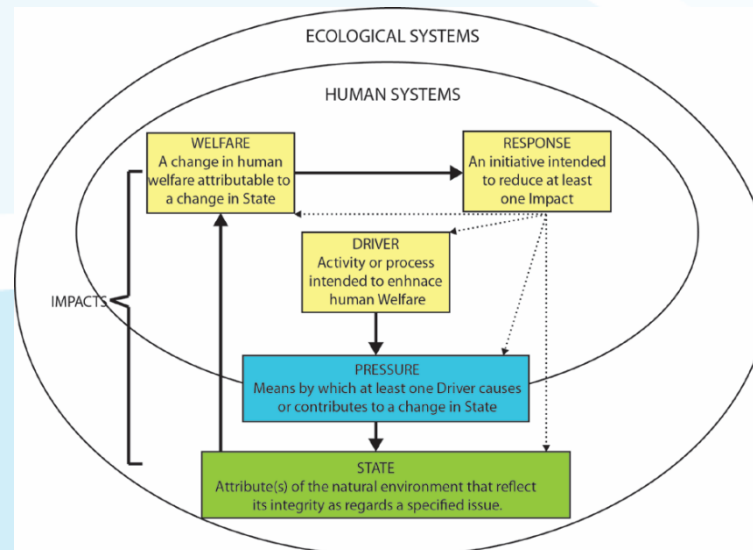 ECOLOGICAL SYSTEMS
HUMAN SYSTEMS
WELFARE
A change in human
welfare attributable to
a change in State
RESPONSE
An initiative intended
to reduce at least
one Impact
DRIVER
Activity or process
intended to enhnace
human Welfare
IMPACTS
PRESSURE
Means by which at least one Driver causes
or contributes to a change in State
STATE
Attribute(s) of the natural environment that reflect
its integrity as regards a specified issue.